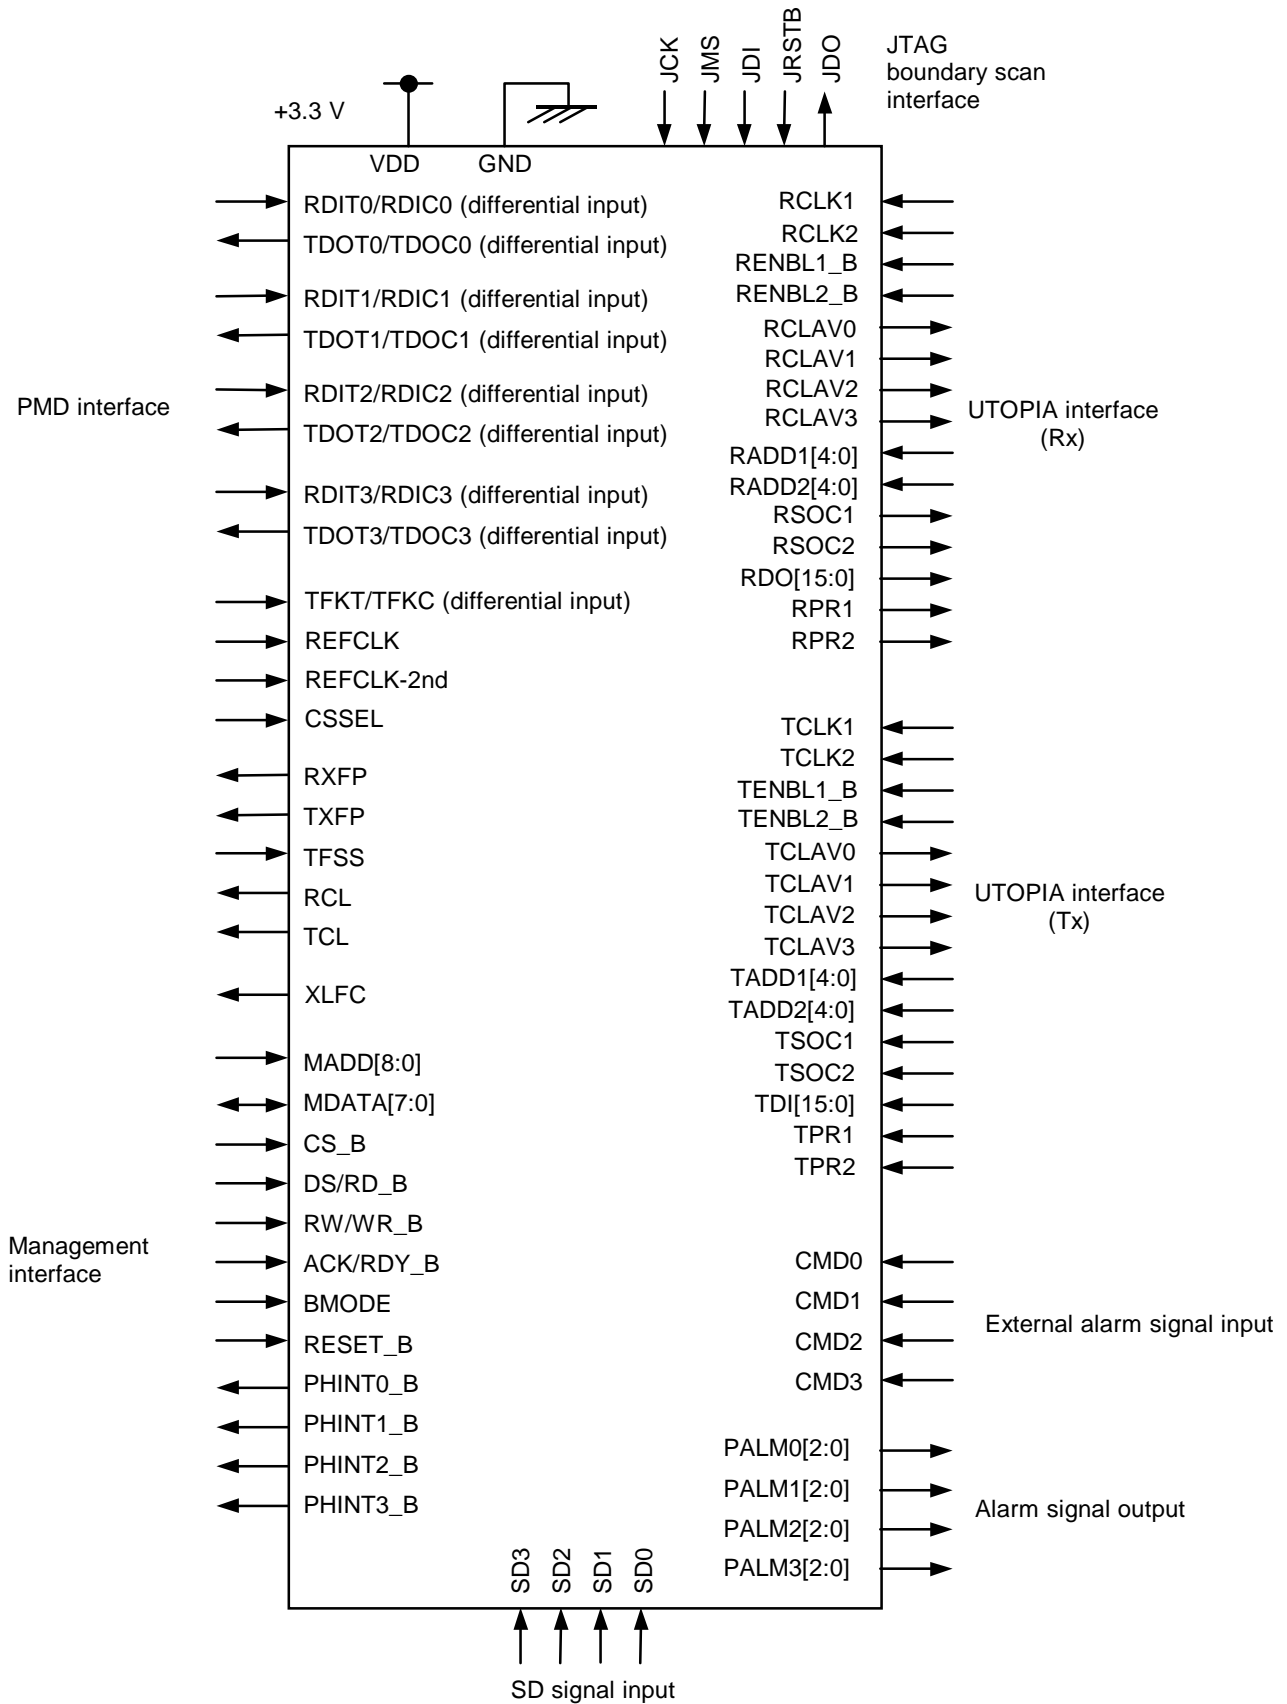 JCK
JMS
JDI
JRSTB
JDO
JTAG
boundary scan
interface
+3.3 V
VDD
GND
RDIT0/RDIC0 (differential input)
TDOT0/TDOC0 (differential input)
RDIT1/RDIC1 (differential input)
TDOT1/TDOC1 (differential input)
RDIT2/RDIC2 (differential input)
TDOT2/TDOC2 (differential input)
RDIT3/RDIC3 (differential input)
TDOT3/TDOC3 (differential input)
PMD interface
TFKT/TFKC (differential input)
REFCLK
REFCLK-2nd
CSSEL
RXFP
TXFP
TFSS
RCL
TCL
XLFC
MADD[8:0]
MDATA[7:0]
CS_B
DS/RD_B
RW/WR_B
ACK/RDY_B
BMODE
RESET_B
PHINT0_B
PHINT1_B
PHINT2_B
PHINT3_B
Management
interface
RCLK1
RCLK2
RENBL1_B
RENBL2_B
RCLAV0
RCLAV1
RCLAV2
RCLAV3
RADD1[4:0]
RADD2[4:0]
RSOC1
RSOC2
RDO[15:0]
RPR1
RPR2
UTOPIA interface
(Rx)
TCLK1
TCLK2
TENBL1_B
TENBL2_B
TCLAV0
TCLAV1
TCLAV2
TCLAV3
TADD1[4:0]
TADD2[4:0]
TSOC1
TSOC2
TDI[15:0]
TPR1
TPR2
UTOPIA interface
(Tx)
CMD0
CMD1
CMD2
CMD3
External alarm signal input
PALM0[2:0]
PALM1[2:0]
PALM2[2:0]
PALM3[2:0]
Alarm signal output
SD3
SD2
SD1
SD0
SD signal input